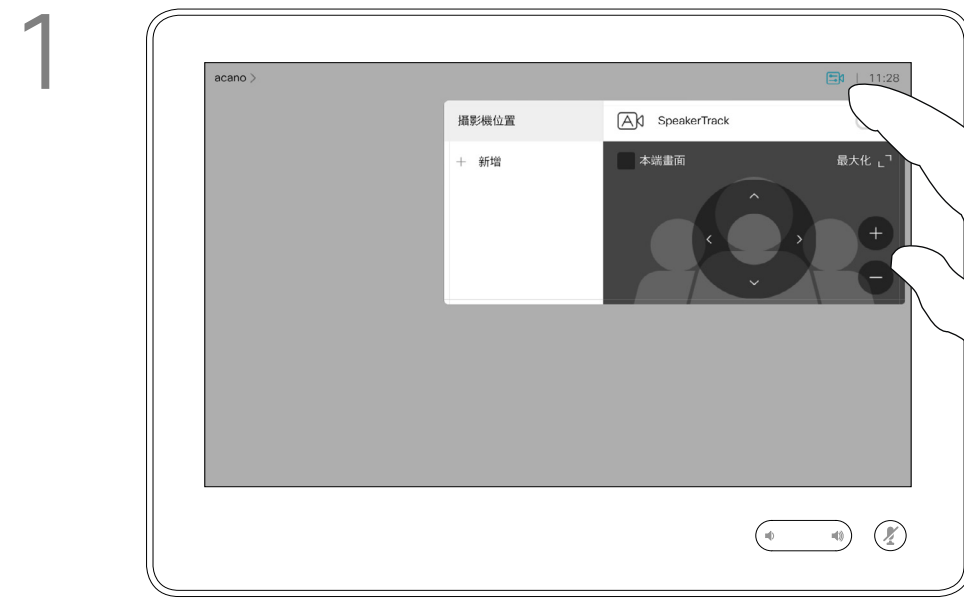 1
acano >
11:28
攝影機位置
SpeakerTrack
+ 新增
本端畫面
最大化